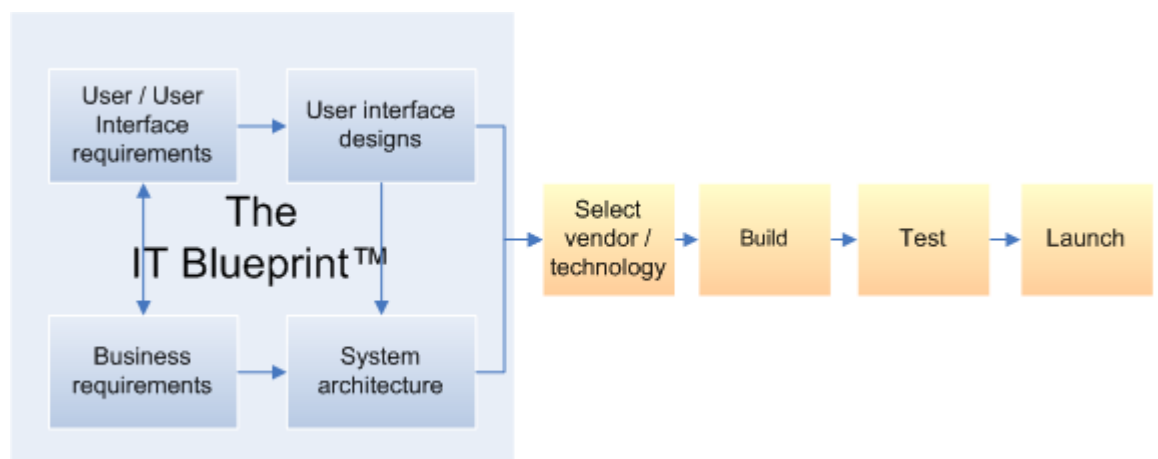 User / User
Interface
requirements
User interface
designs
The
IT Blueprint™
Business
requirements
System
architecture
Select
vendor /
technology
Build
Test
Launch